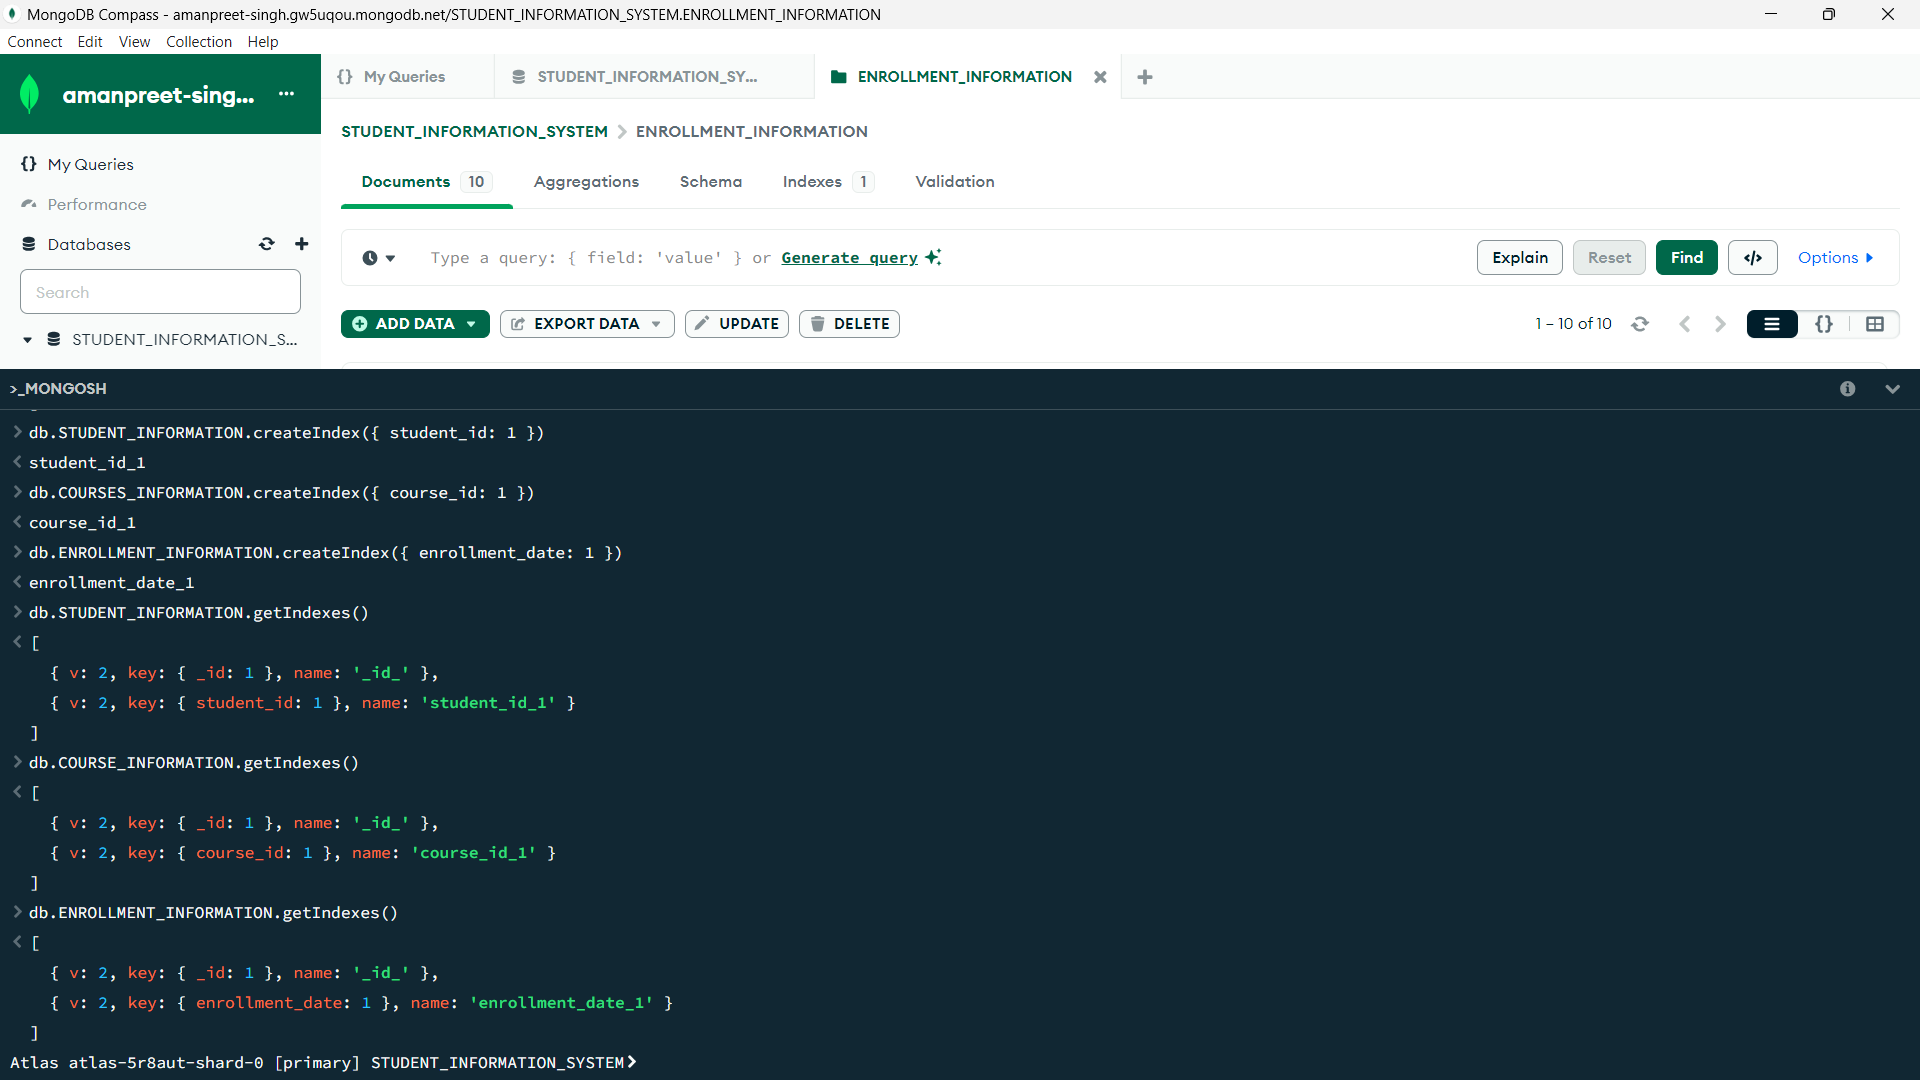 MongoDB Compass - amanpreet-singh.gw5uqou.mongodb.net/STUDENT_INFORMATION_SYSTEM.ENROLLMENT_INFORMATION
Connect Edit View Collection Help
amanpreet-sing... ...
{} My Queries
STUDENT_INFORMATION_SY...
ENROLLMENT_INFORMATION
{} My Queries
Performance
Databases
Search
STUDENT_INFORMATION_S...
STUDENT_INFORMATION_SYSTEM > ENROLLMENT_INFORMATION
Documents 10 Aggregations Schema Indexes 1 Validation
Type a query: { field: 'value' } or Generate query
Explain Reset Find </> Options
ADD DATA EXPORT DATA UPDATE DELETE
1 – 10 of 10 {}
>_MONGOSH
> db.STUDENT_INFORMATION.createIndex({ student_id: 1 })
< student_id_1
> db.COURSES_INFORMATION.createIndex({ course_id: 1 })
< course_id_1
> db.ENROLLMENT_INFORMATION.createIndex({ enrollment_date: 1 })
< enrollment_date_1
> db.STUDENT_INFORMATION.getIndexes()
< [
{ v: 2, key: { _id: 1 }, name: '_id_' },
{ v: 2, key: { student_id: 1 }, name: 'student_id_1' }
]
> db.COURSE_INFORMATION.getIndexes()
< [
{ v: 2, key: { _id: 1 }, name: '_id_' },
{ v: 2, key: { course_id: 1 }, name: 'course_id_1' }
]
> db.ENROLLMENT_INFORMATION.getIndexes()
< [
{ v: 2, key: { _id: 1 }, name: '_id_' },
{ v: 2, key: { enrollment_date: 1 }, name: 'enrollment_date_1' }
]
Atlas atlas-5r8aut-shard-0 [primary] STUDENT_INFORMATION_SYSTEM>